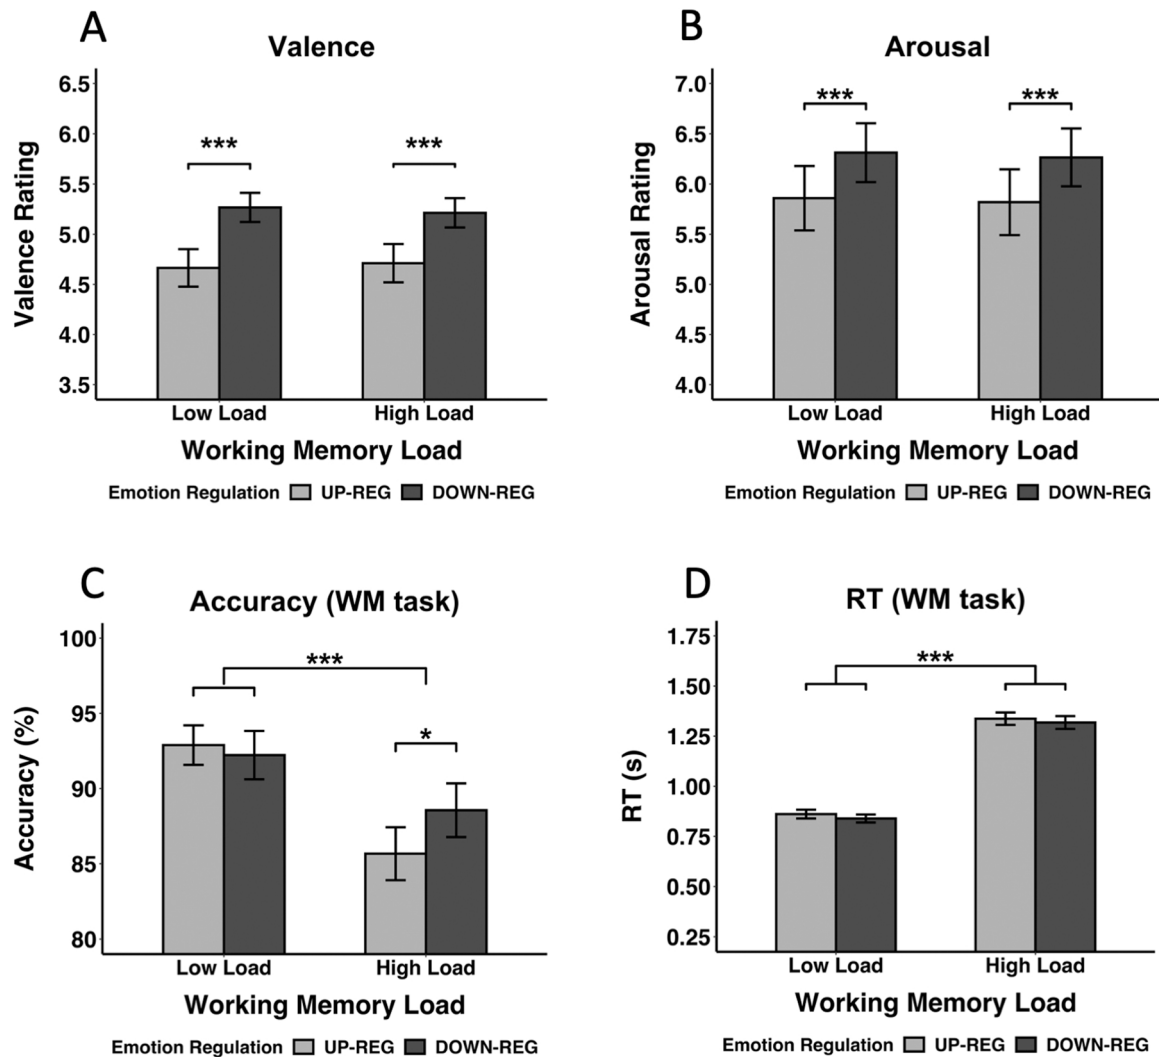 A
Valence
6.5
6.0
5.5
5.0
4.5
4.0
3.5
Valence Rating
***
***
Low Load
High Load
Working Memory Load
Emotion Regulation UP-REG DOWN-REG
B
Arousal
7.0
6.5
6.0
5.5
5.0
4.5
4.0
Arousal Rating
***
***
Low Load
High Load
Working Memory Load
Emotion Regulation UP-REG DOWN-REG
C
Accuracy (WM task)
100
95
90
85
80
Accuracy (%)
***
*
Low Load
High Load
Working Memory Load
Emotion Regulation UP-REG DOWN-REG
D
RT (WM task)
1.75
1.50
1.25
1.00
0.75
0.50
0.25
RT (s)
***
Low Load
High Load
Working Memory Load
Emotion Regulation UP-REG DOWN-REG